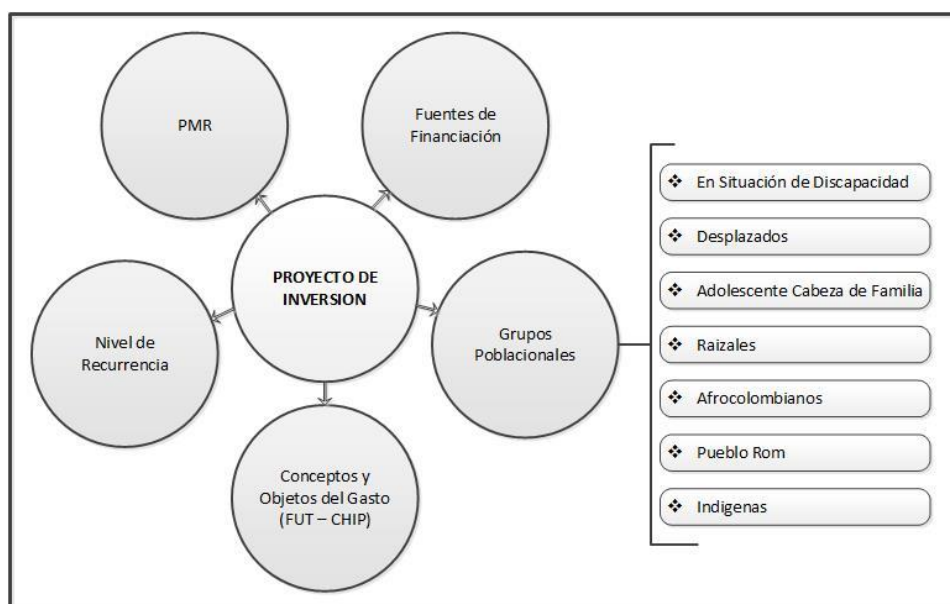 PMR
Fuentes de
Financiación
PROYECTO DE
INVERSION
Nivel de
Recurrencia
Grupos
Poblacionales
Conceptos y
Objetos del Gasto
(FUT – CHIP)
❖ En Situación de Discapacidad
❖ Desplazados
❖ Adolescente Cabeza de Familia
❖ Raizales
❖ Afrocolombianos
❖ Pueblo Rom
❖ Indigenas